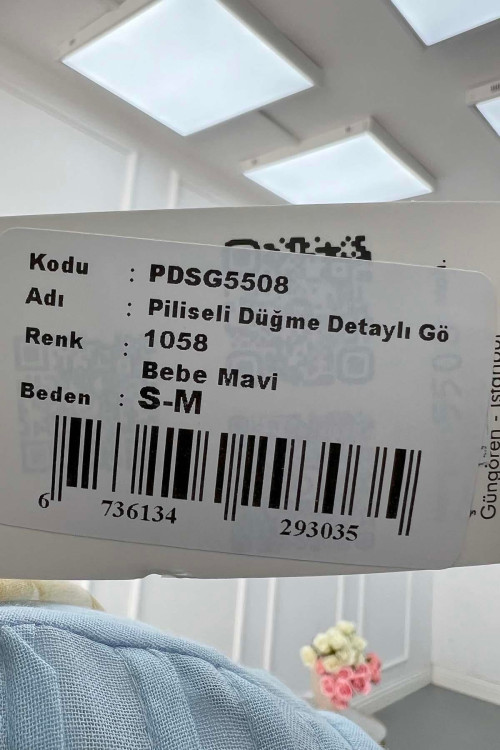 Kodu : PDSG5508
Adı : Piliseli Düğme Detaylı Gö
Renk : 1058
Bebe Mavi
Beden : S-M
6 736134 293035
Güngören - İstanbul